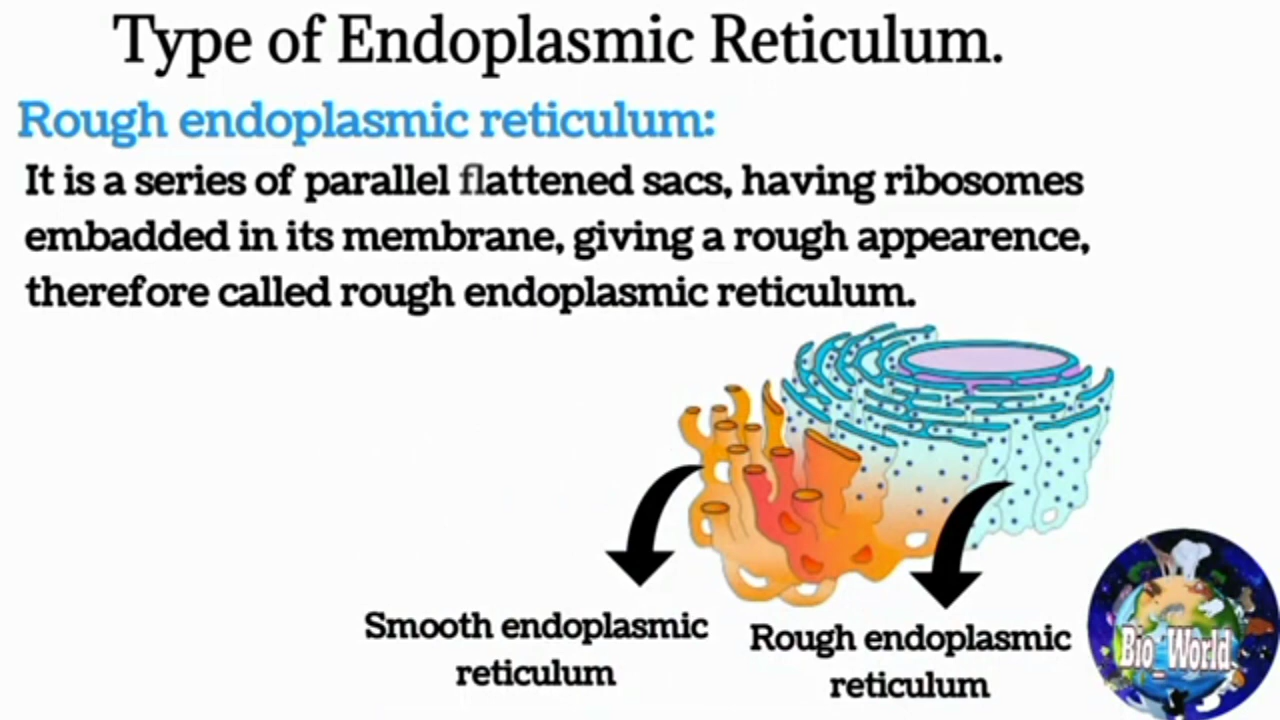 Type of Endoplasmic Reticulum.
Rough endoplasmic reticulum:
It is a series of parallel flattened sacs, having ribosomes
embadded in its membrane, giving a rough appearence,
therefore called rough endoplasmic reticulum.
Smooth endoplasmic
reticulum
Rough endoplasmic
reticulum
Bio_World